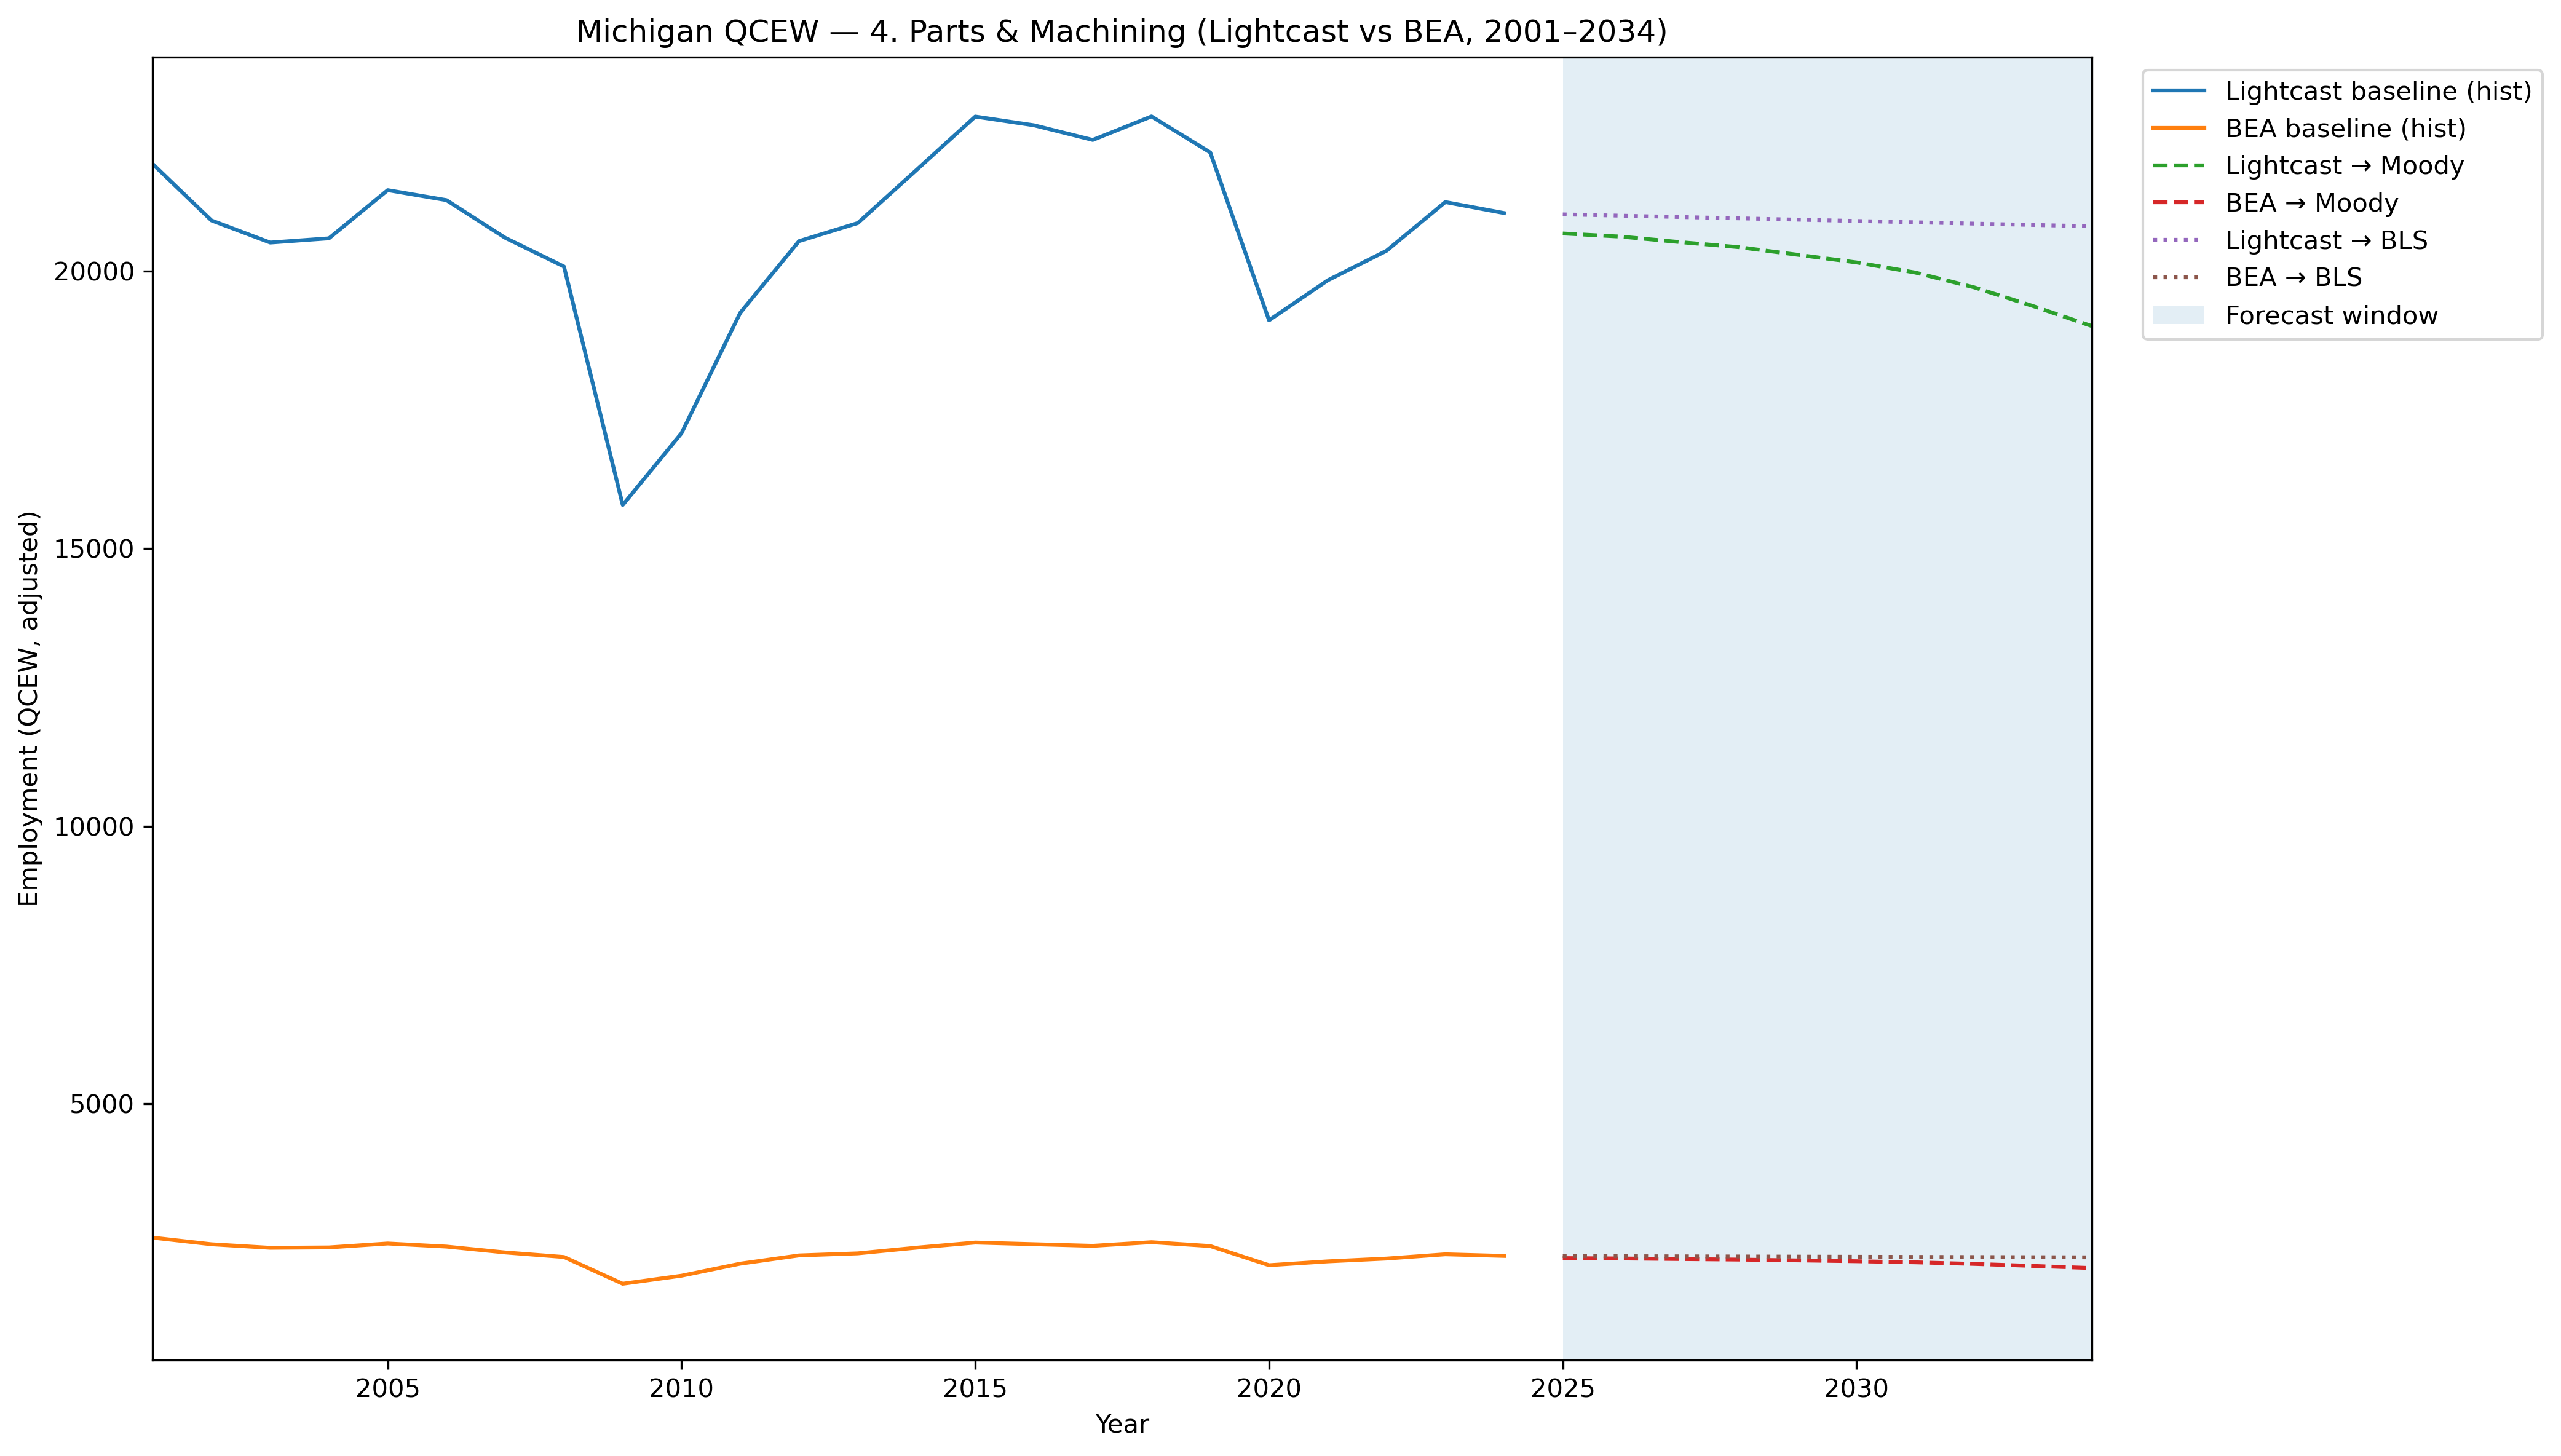 Michigan QCEW — 4. Parts & Machining (Lightcast vs BEA, 2001–2034)
Lightcast baseline (hist)
BEA baseline (hist)
Lightcast → Moody
BEA → Moody
Lightcast → BLS
BEA → BLS
Forecast window
Employment (QCEW, adjusted)
20000
15000
10000
5000
2005
2010
2015
2020
2025
2030
Year